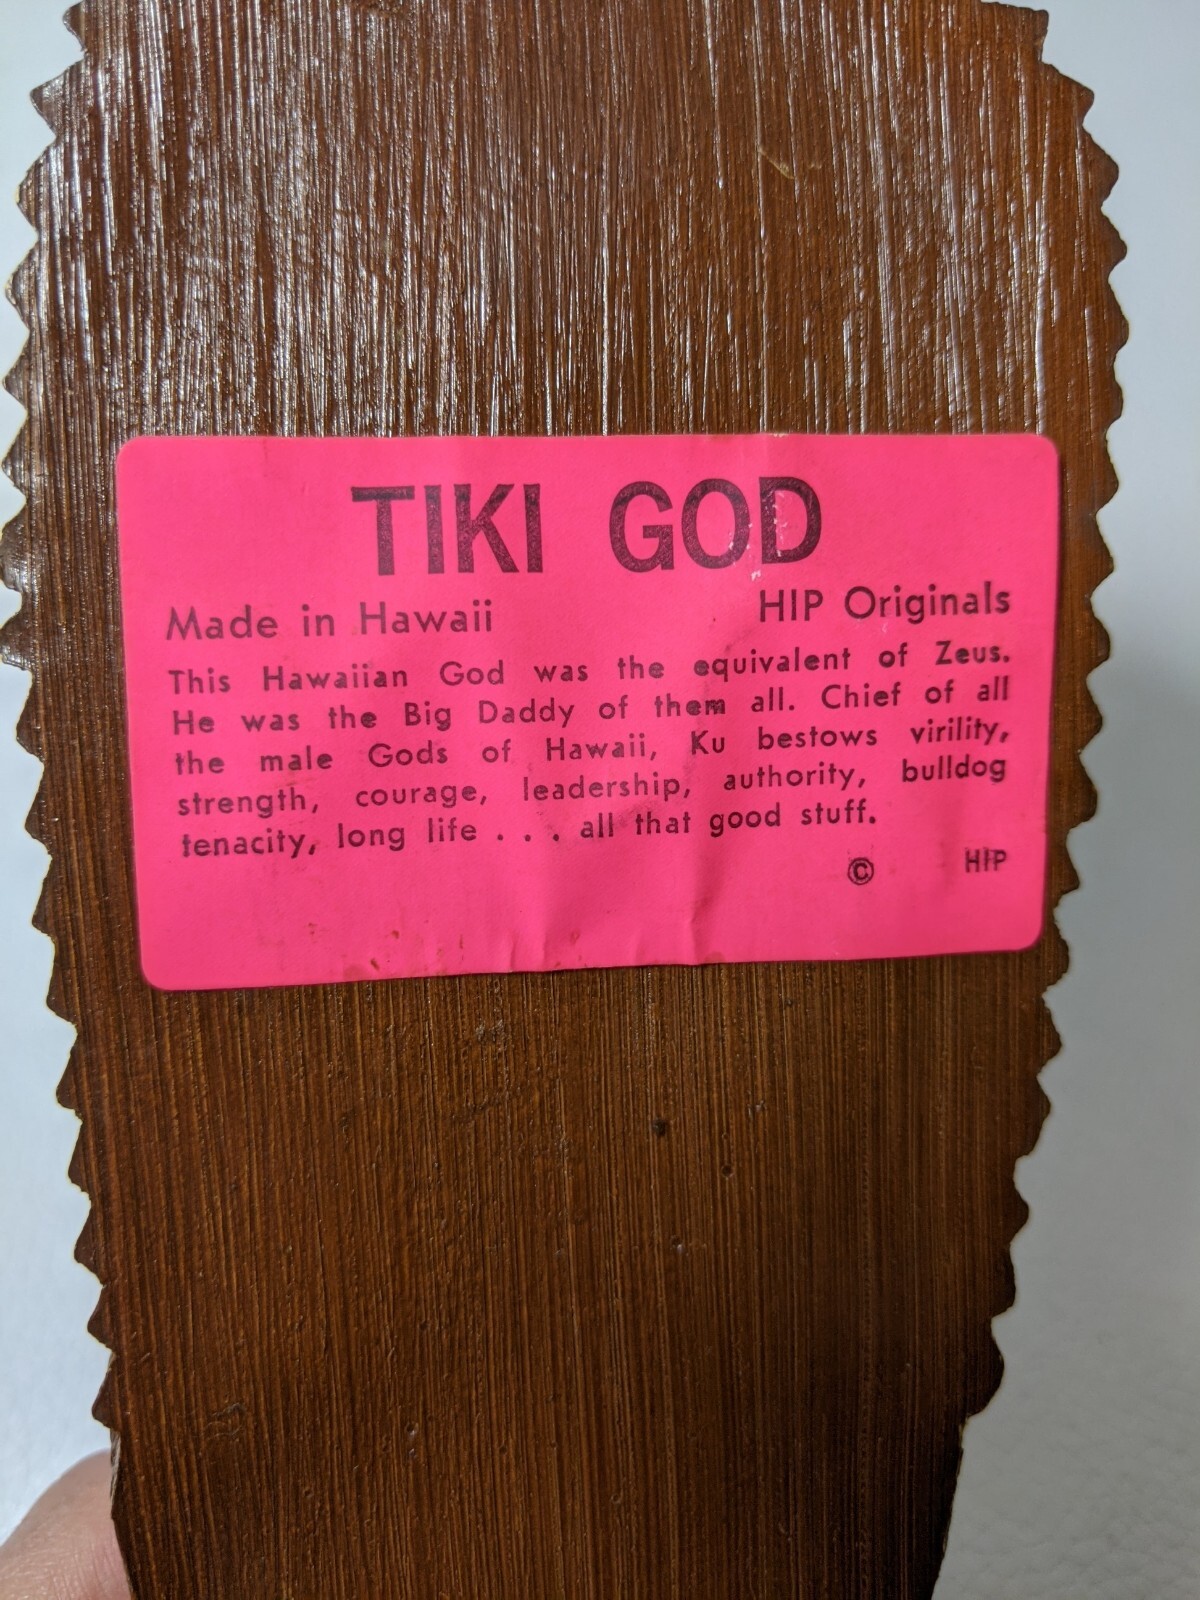 TIKI GOD
Made in Hawaii HIP Originals
This Hawaiian God was the equivalent of Zeus.
He was the Big Daddy of them all. Chief of all
the male Gods of Hawaii, Ku bestows virility,
strength, courage, leadership, authority, bulldog
tenacity, long life . . . all that good stuff.
© HIP